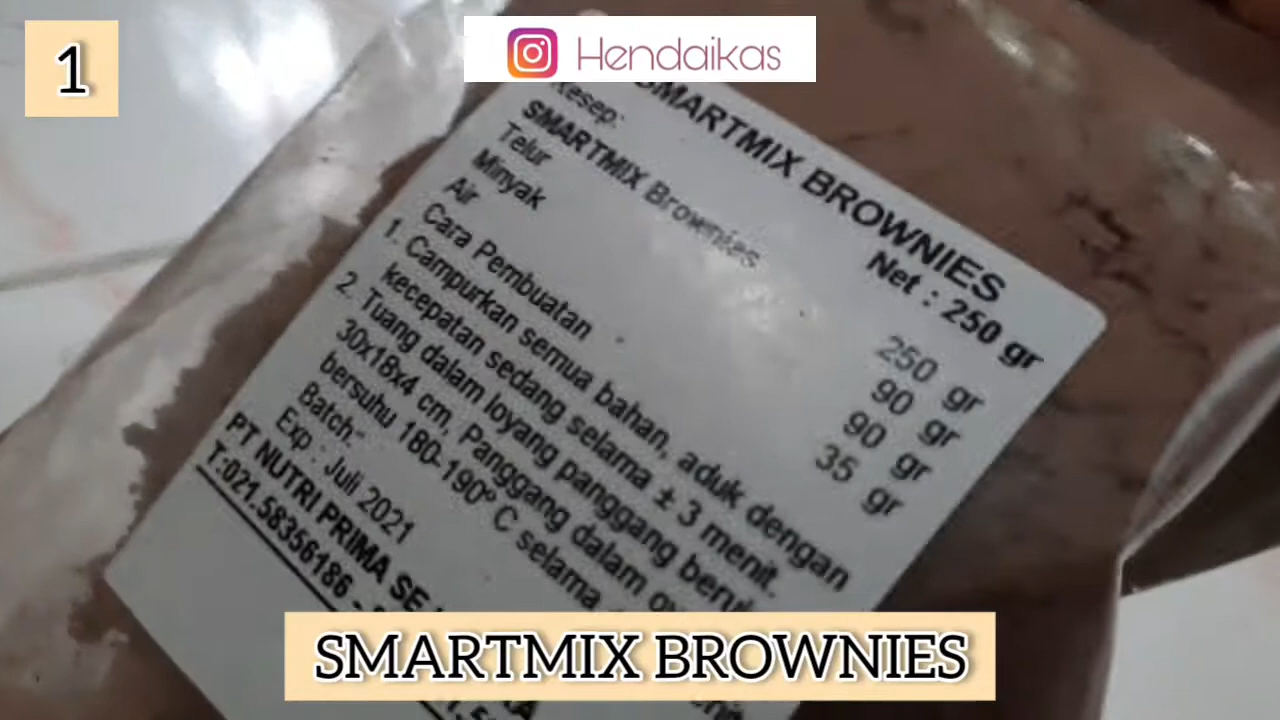 1
Hendaikas
SMARTMIX BROWNIES
Net : 250 gr
Resep:
SMARTMIX Brownies 250 gr
Telur 90 gr
Minyak 90 gr
Air 35 gr
Cara Pembuatan
1. Campurkan semua bahan, aduk dengan
kecepatan sedang selama ± 3 menit.
2. Tuang dalam loyang panggang
30x18x4 cm, Panggang dalam
bersuhu 180-190° C selama
Batch:
Exp : Juli 2021
PT NUTRI PRIMA
T:021.58356186
SMARTMIX BROWNIES